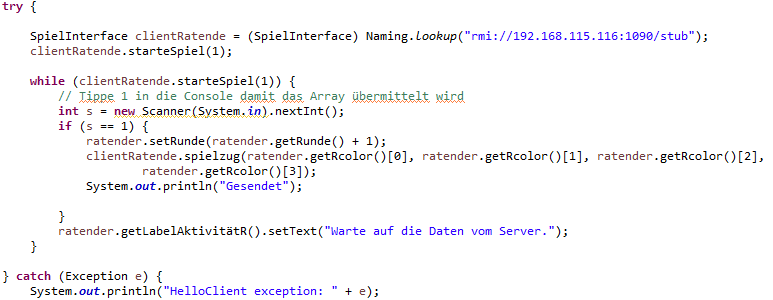 try {
SpielInterface clientRatende = (SpielInterface) Naming.lookup("rmi://192.168.115.116:1090/stub");
clientRatende.starteSpiel(1);
while (clientRatende.starteSpiel(1)) {
// Tippe 1 in die Console damit das Array übermittelt wird
int s = new Scanner(System.in).nextInt();
if (s == 1) {
ratender.setRunde(ratender.getRunde() + 1);
clientRatende.spielzug(ratender.getRcolor()[0], ratender.getRcolor()[1], ratender.getRcolor()[2],
ratender.getRcolor()[3]);
System.out.println("Gesendet");
}
ratender.getLabelAktivitätR().setText("Warte auf die Daten vom Server.");
}
} catch (Exception e) {
System.out.println("HelloClient exception: " + e);